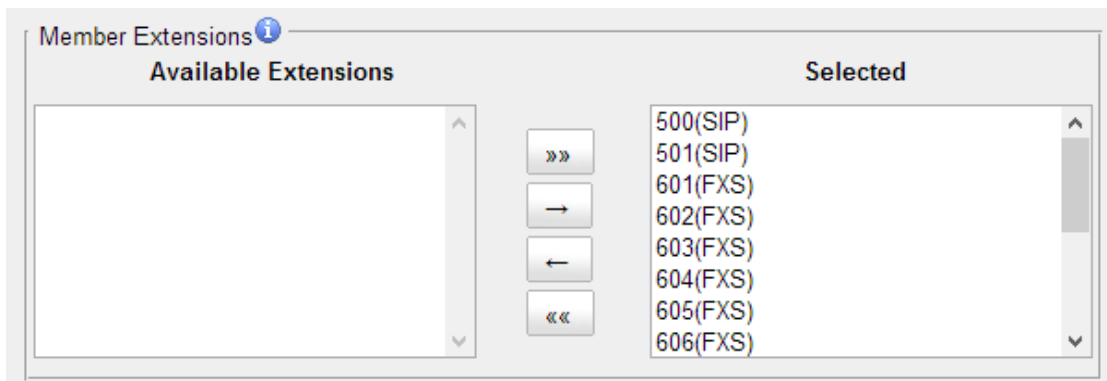 Member Extensions
Available Extensions
Selected
»»
→
←
««
500(SIP)
501(SIP)
601(FXS)
602(FXS)
603(FXS)
604(FXS)
605(FXS)
606(FXS)